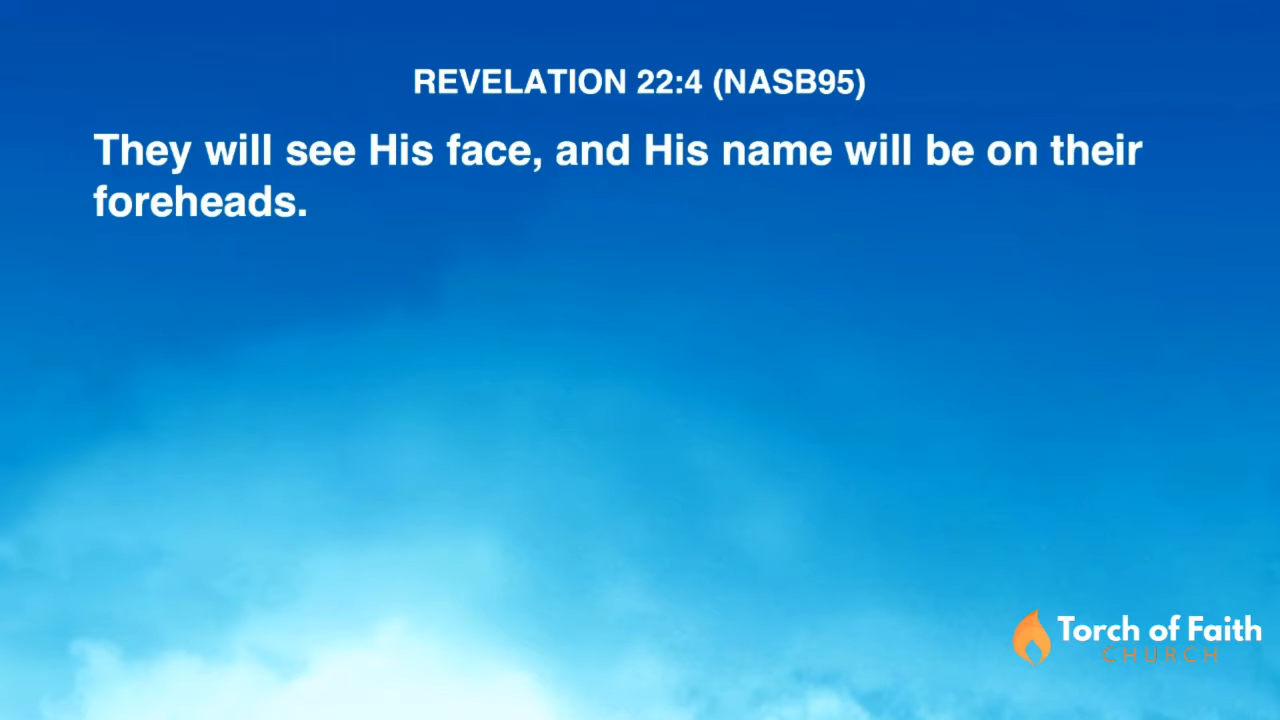 REVELATION 22:4 (NASB95)
They will see His face, and His name will be on their
foreheads.
Torch of Faith
CHURCH